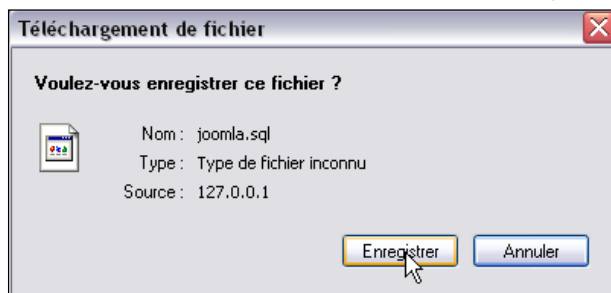 Téléchargement de fichier
Voulez-vous enregistrer ce fichier ?
Nom : joomla.sql
Type : Type de fichier inconnu
Source : 127.0.0.1
Enregistrer Annuler